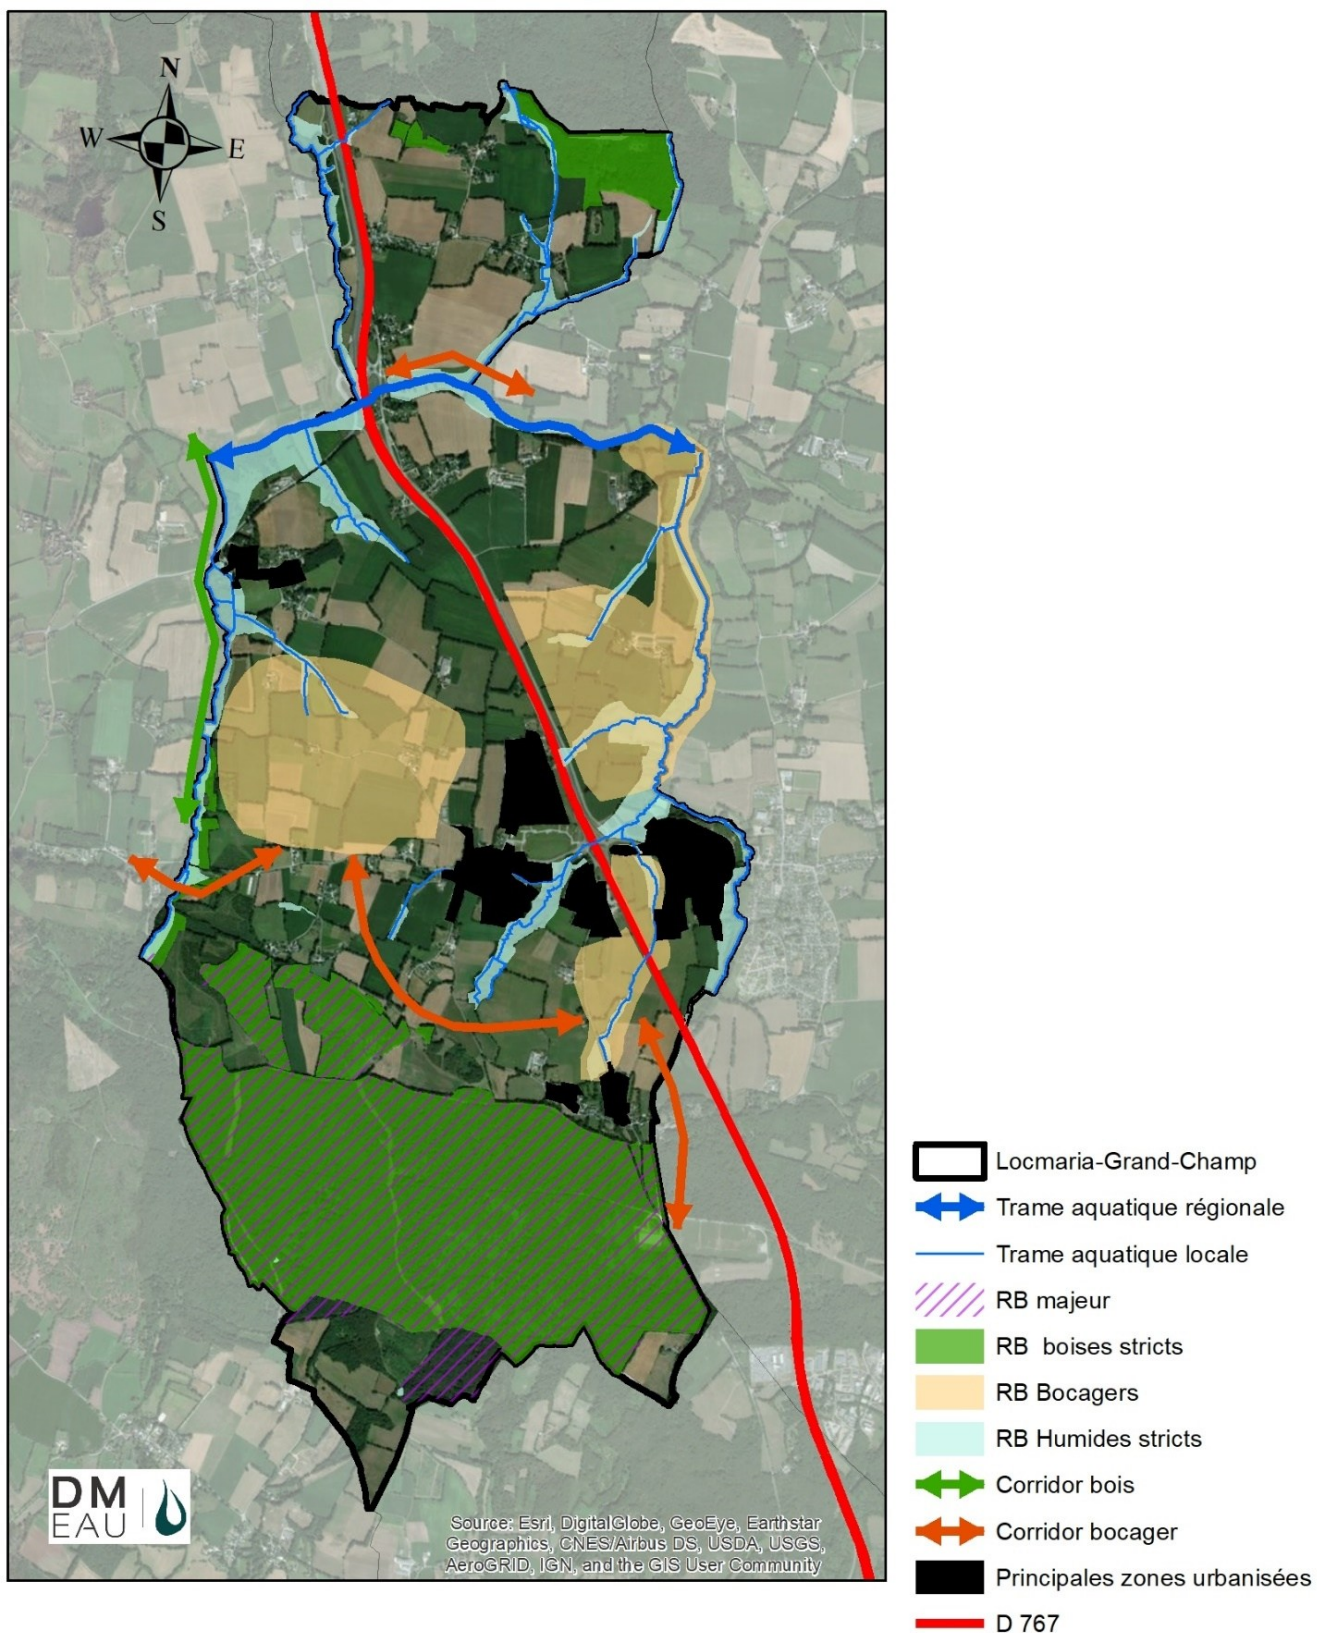 N
W
E
S
DM
EAU
Source: Esri, DigitalGlobe, GeoEye, Earthstar
Geographics, CNES/Airbus DS, USDA, USGS,
AeroGRID, IGN, and the GIS User Community
Locmaria-Grand-Champ
Trame aquatique régionale
Trame aquatique locale
RB majeur
RB boises stricts
RB Bocagers
RB Humides stricts
Corridor bois
Corridor bocager
Principales zones urbanisées
D 767